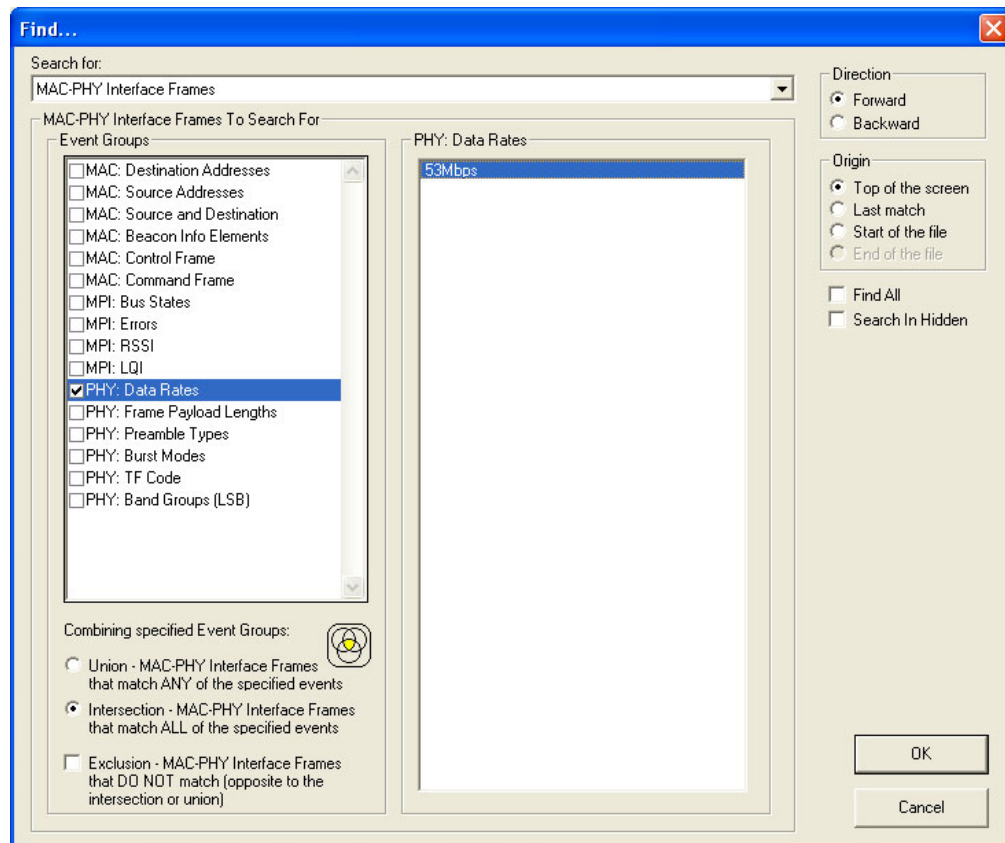 Find...
Search for:
MAC-PHY Interface Frames
MAC-PHY Interface Frames To Search For
Event Groups
MAC: Destination Addresses
MAC: Source Addresses
MAC: Source and Destination
MAC: Beacon Info Elements
MAC: Control Frame
MAC: Command Frame
MPI: Bus States
MPI: Errors
MPI: RSSI
MPI: LQI
PHY: Data Rates
PHY: Frame Payload Lengths
PHY: Preamble Types
PHY: Burst Modes
PHY: TF Code
PHY: Band Groups (LSB)
Combining specified Event Groups:
Union - MAC-PHY Interface Frames
that match ANY of the specified events
Intersection - MAC-PHY Interface Frames
that match ALL of the specified events
Exclusion - MAC-PHY Interface Frames
that DO NOT match (opposite to the
intersection or union)
PHY: Data Rates
53Mbps
Direction
Forward
Backward
Origin
Top of the screen
Last match
Start of the file
End of the file
Find All
Search In Hidden
OK
Cancel